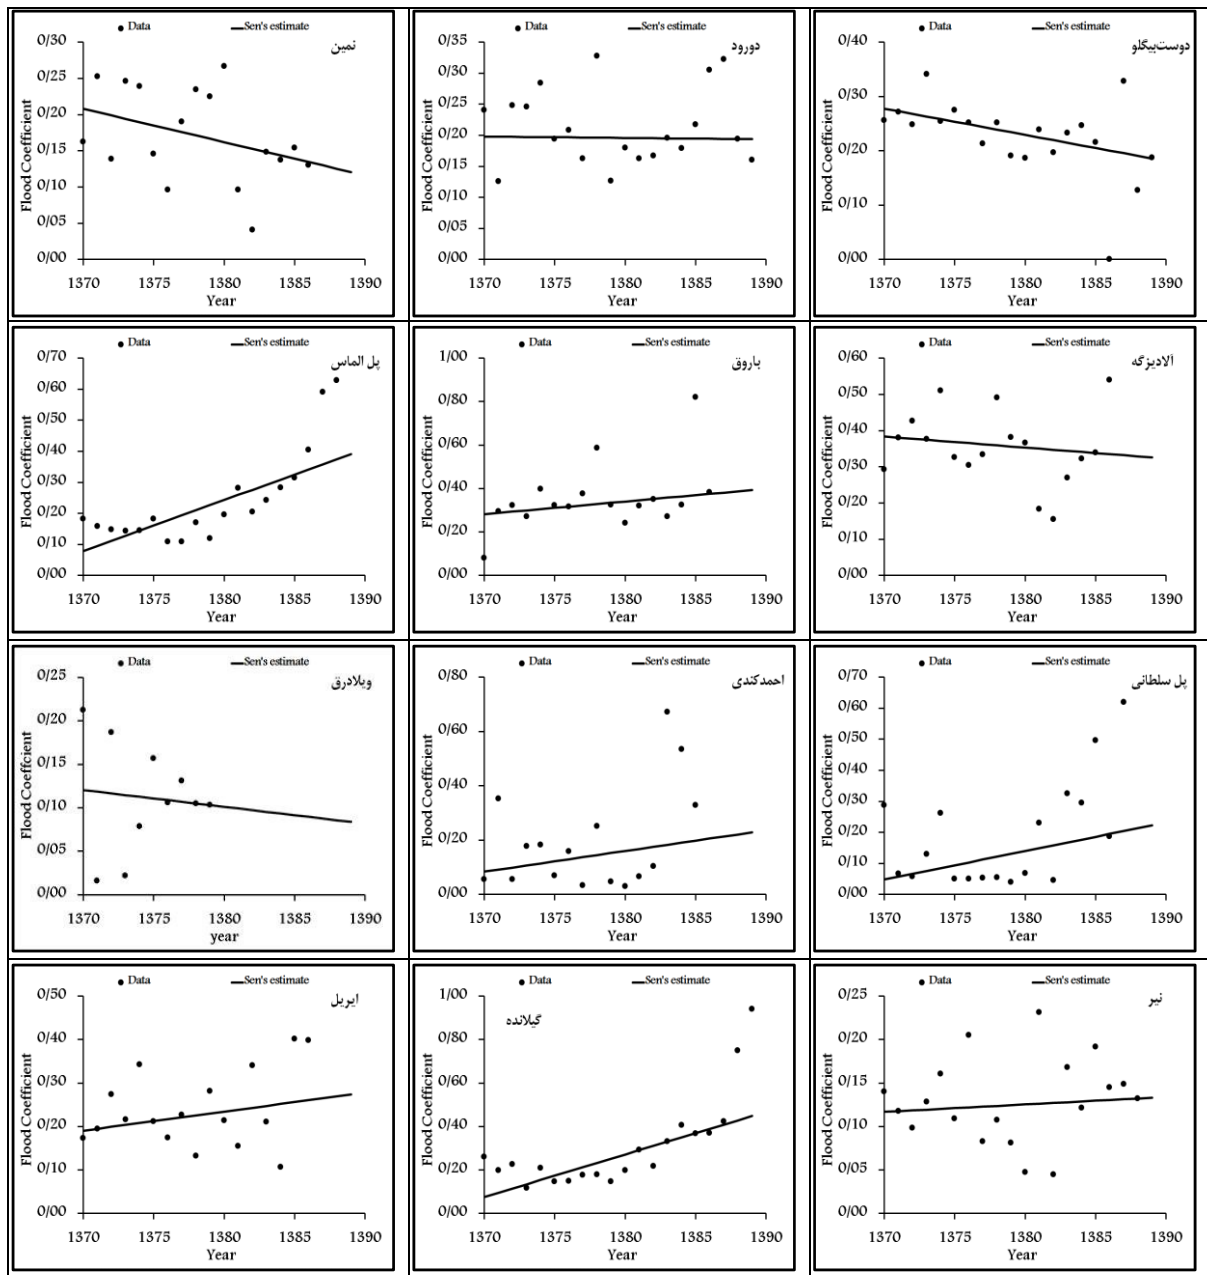 Data Sen's estimate
نمین
Flood Coefficient
0/30
0/25
0/20
0/15
0/10
0/05
0/00
1370 1375 1380 1385 1390
Year
Data Sen's estimate
دورود
Flood Coefficient
0/35
0/30
0/25
0/20
0/15
0/10
0/05
0/00
1370 1375 1380 1385 1390
Year
Data Sen's estimate
دوست‌بیگلو
Flood Coefficient
0/40
0/30
0/20
0/10
0/00
1370 1375 1380 1385 1390
Year
Data Sen's estimate
پل الماس
Flood Coefficient
0/70
0/60
0/50
0/40
0/30
0/20
0/10
0/00
1370 1375 1380 1385 1390
Year
Data Sen's estimate
باروق
Flood Coefficient
1/00
0/80
0/60
0/40
0/20
0/00
1370 1375 1380 1385 1390
Year
Data Sen's estimate
آلادیزگه
Flood Coefficient
0/60
0/50
0/40
0/30
0/20
0/10
0/00
1370 1375 1380 1385 1390
Year
Data Sen's estimate
ویلادرق
Flood Coefficient
0/25
0/20
0/15
0/10
0/05
0/00
1370 1375 1380 1385 1390
year
Data Sen's estimate
احمدکندی
Flood Coefficient
0/80
0/60
0/40
0/20
0/00
1370 1375 1380 1385 1390
Year
Data Sen's estimate
پل سلطانی
Flood Coefficient
0/70
0/60
0/50
0/40
0/30
0/20
0/10
0/00
1370 1375 1380 1385 1390
Year
Data Sen's estimate
ایریل
Flood Coefficient
0/50
0/40
0/30
0/20
0/10
0/00
1370 1375 1380 1385 1390
Year
Data Sen's estimate
گیلانده
Flood Coefficient
1/00
0/80
0/60
0/40
0/20
0/00
1370 1375 1380 1385 1390
Year
Data Sen's estimate
نیر
Flood Coefficient
0/25
0/20
0/15
0/10
0/05
0/00
1370 1375 1380 1385 1390
Year